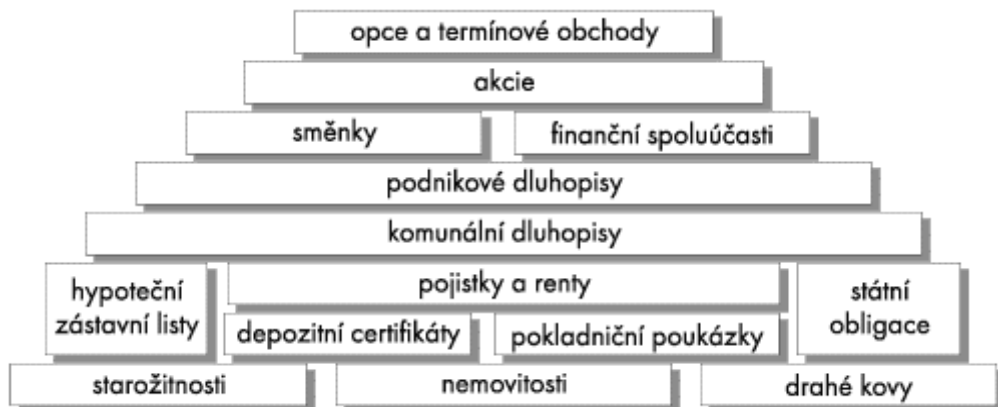 opce a termínové obchody
akcie
směnky
finanční spoluúčasti
podnikové dluhopisy
komunální dluhopisy
hypoteční
zástavní listy
pojistky a renty
státní
obligace
depozitní certifikáty
pokladniční poukázky
starožitnosti
nemovitosti
drahé kovy